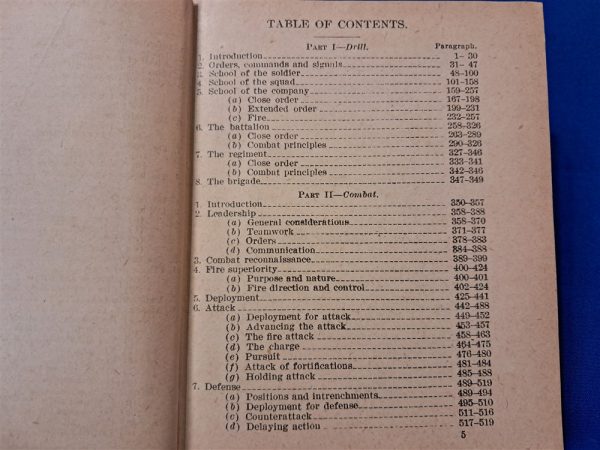 TABLE OF CONTENTS.
PART I—Drill. Paragraph.
1. Introduction 1–30
2. Orders, commands and signals 31–47
3. School of the soldier 48–100
4. School of the squad 101–158
5. School of the company 159–257
(a) Close order 167–198
(b) Extended order 199–231
(c) Fire 232–257
6. The battalion 258–326
(a) Close order 263–289
(b) Combat principles 290–326
7. The regiment 327–346
(a) Close order 333–341
(b) Combat principles 342–346
8. The brigade 347–349
PART II—Combat.
1. Introduction 350–357
2. Leadership 358–388
(a) General considerations 358–370
(b) Teamwork 371–377
(c) Orders 378–383
(d) Communication 384–388
3. Combat reconnaissance 389–399
4. Fire superiority 400–424
(a) Purpose and nature 400–401
(b) Fire direction and control 402–424
5. Deployment 425–441
6. Attack 442–488
(a) Deployment for attack 449–452
(b) Advancing the attack 453–457
(c) The fire attack 458–463
(d) The charge 464–475
(e) Pursuit 476–480
(f) Attack of fortifications 481–484
(g) Holding attack 485–488
7. Defense 489–519
(a) Positions and intrenchments 489–494
(b) Deployment for defense 495–510
(c) Counterattack 511–516
(d) Delaying action 517–519
5